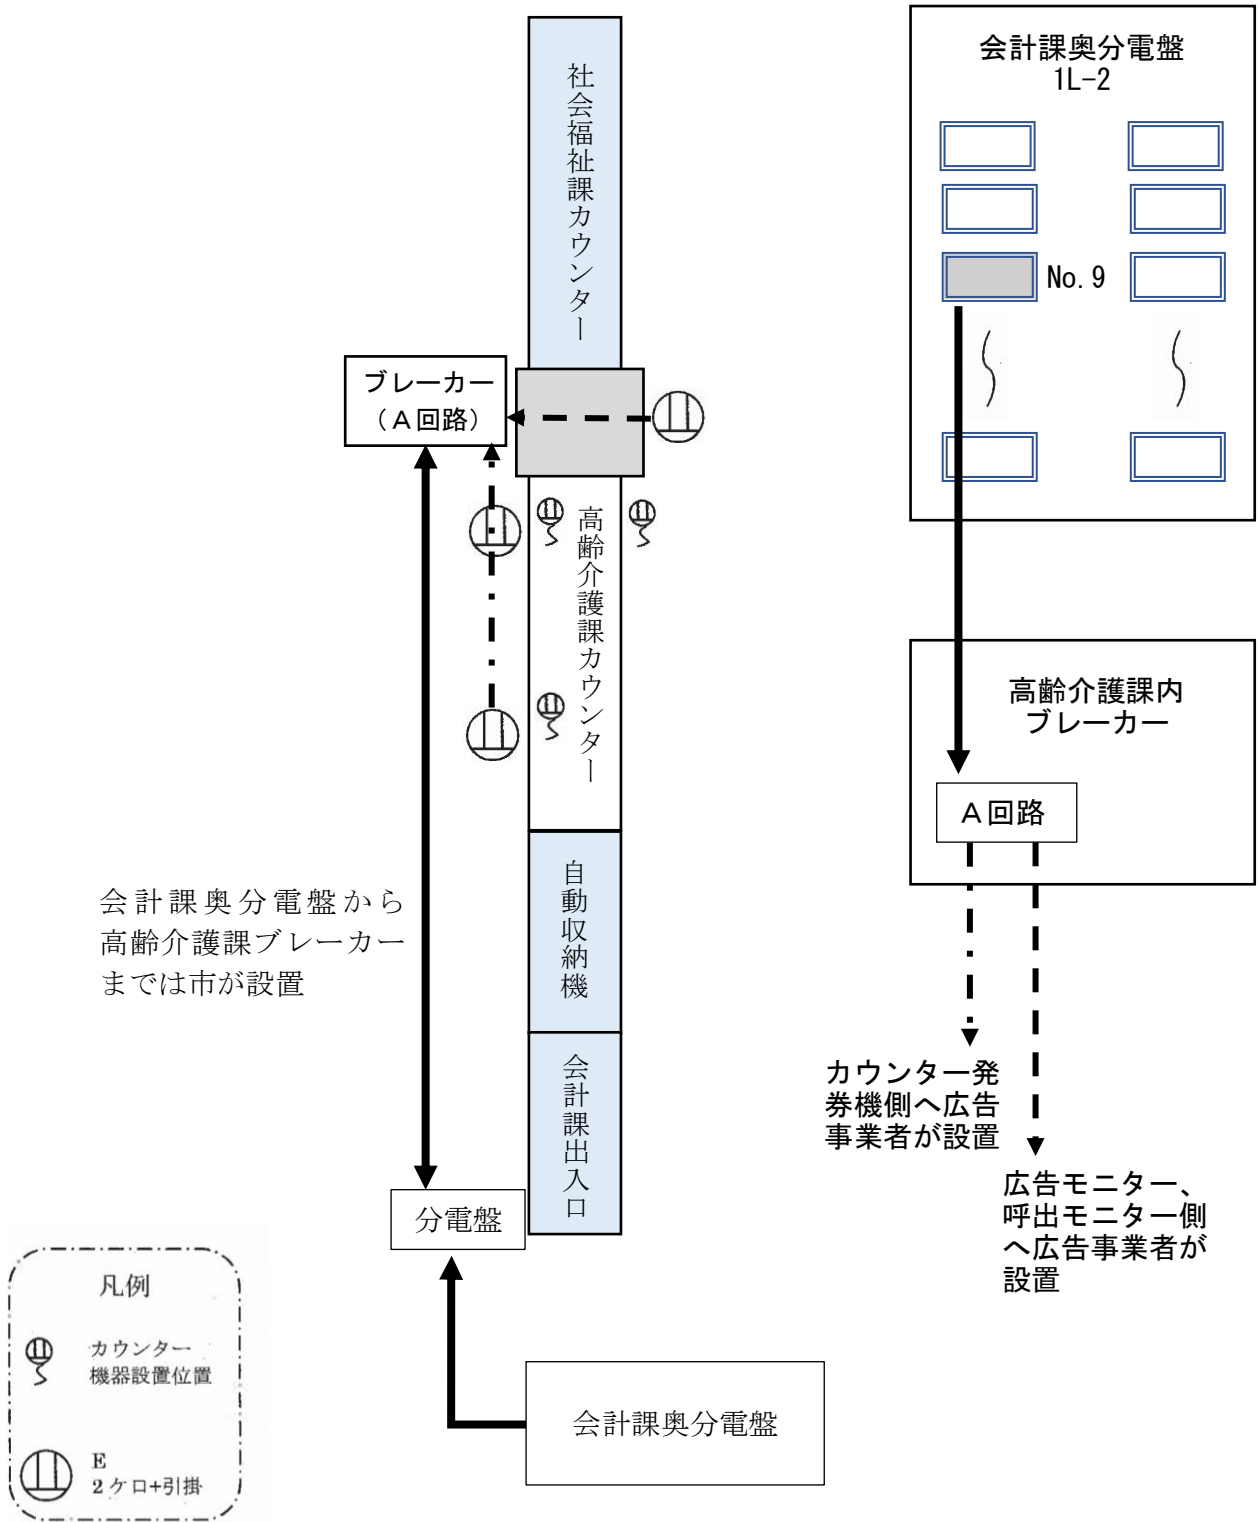 社会福祉課カウンター
ブレーカー
（Ａ回路）
高齢介護課カウンター
自動収納機
会計課出入口
会計課奥分電盤から
高齢介護課ブレーカー
までは市が設置
分電盤
会計課奥分電盤
凡例
カウンター
機器設置位置
E
2ケ口+引掛
会計課奥分電盤
1L-2
No.9
高齢介護課内
ブレーカー
Ａ回路
カウンター発
券機側へ広告
事業者が設置
広告モニター、
呼出モニター側
へ広告事業者が
設置